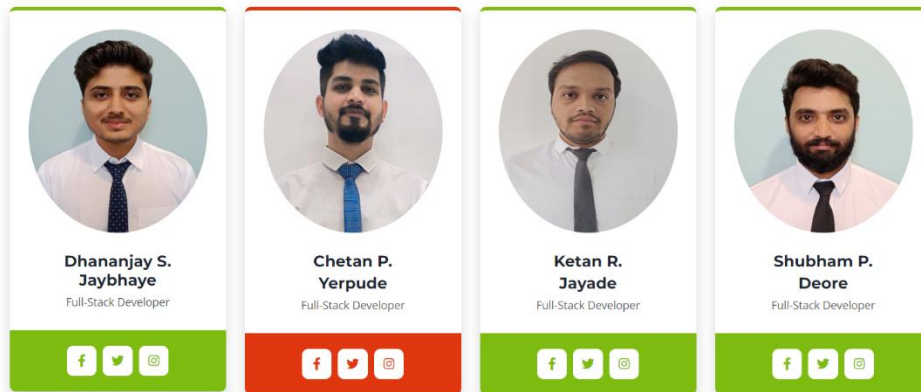 Dhananjay S.
Jaybhaye
Full-Stack Developer
Chetan P.
Yerpude
Full-Stack Developer
Ketan R.
Jayade
Full-Stack Developer
Shubham P.
Deore
Full-Stack Developer